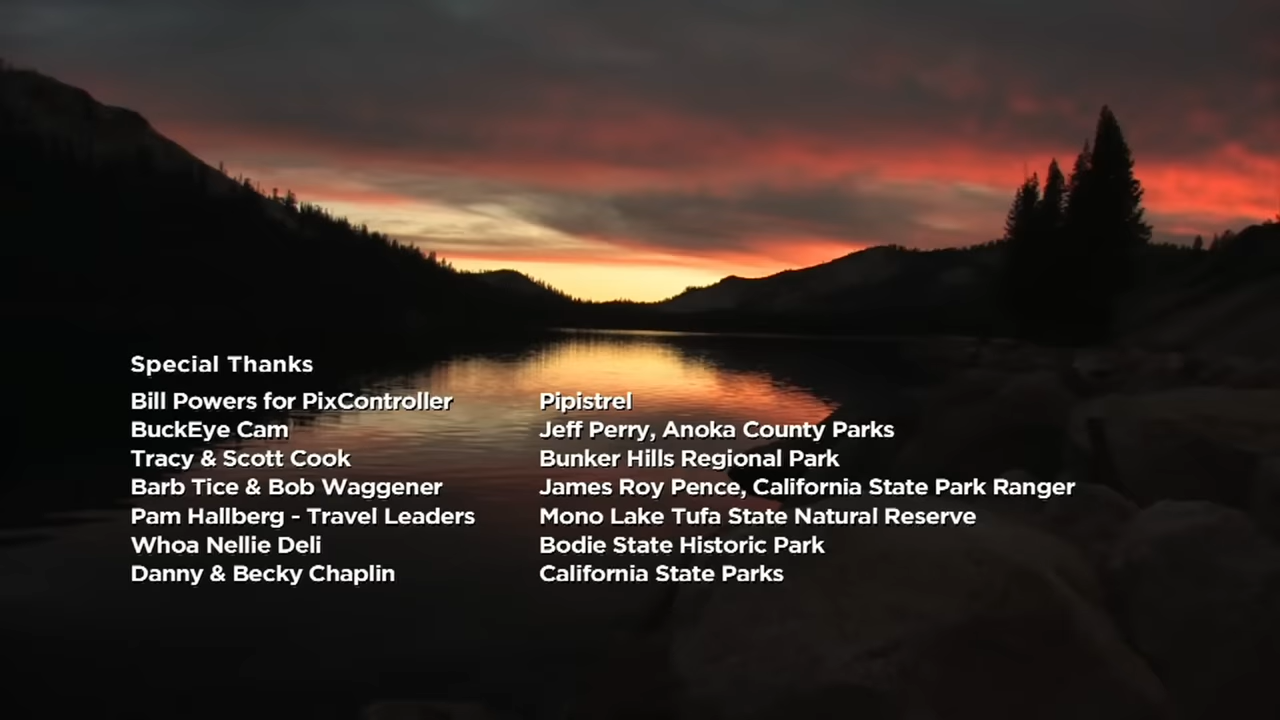 Special Thanks
Bill Powers for PixController
BuckEye Cam
Tracy & Scott Cook
Barb Tice & Bob Waggener
Pam Hallberg - Travel Leaders
Whoa Nellie Deli
Danny & Becky Chaplin
Pipistrel
Jeff Perry, Anoka County Parks
Bunker Hills Regional Park
James Roy Pence, California State Park Ranger
Mono Lake Tufa State Natural Reserve
Bodie State Historic Park
California State Parks